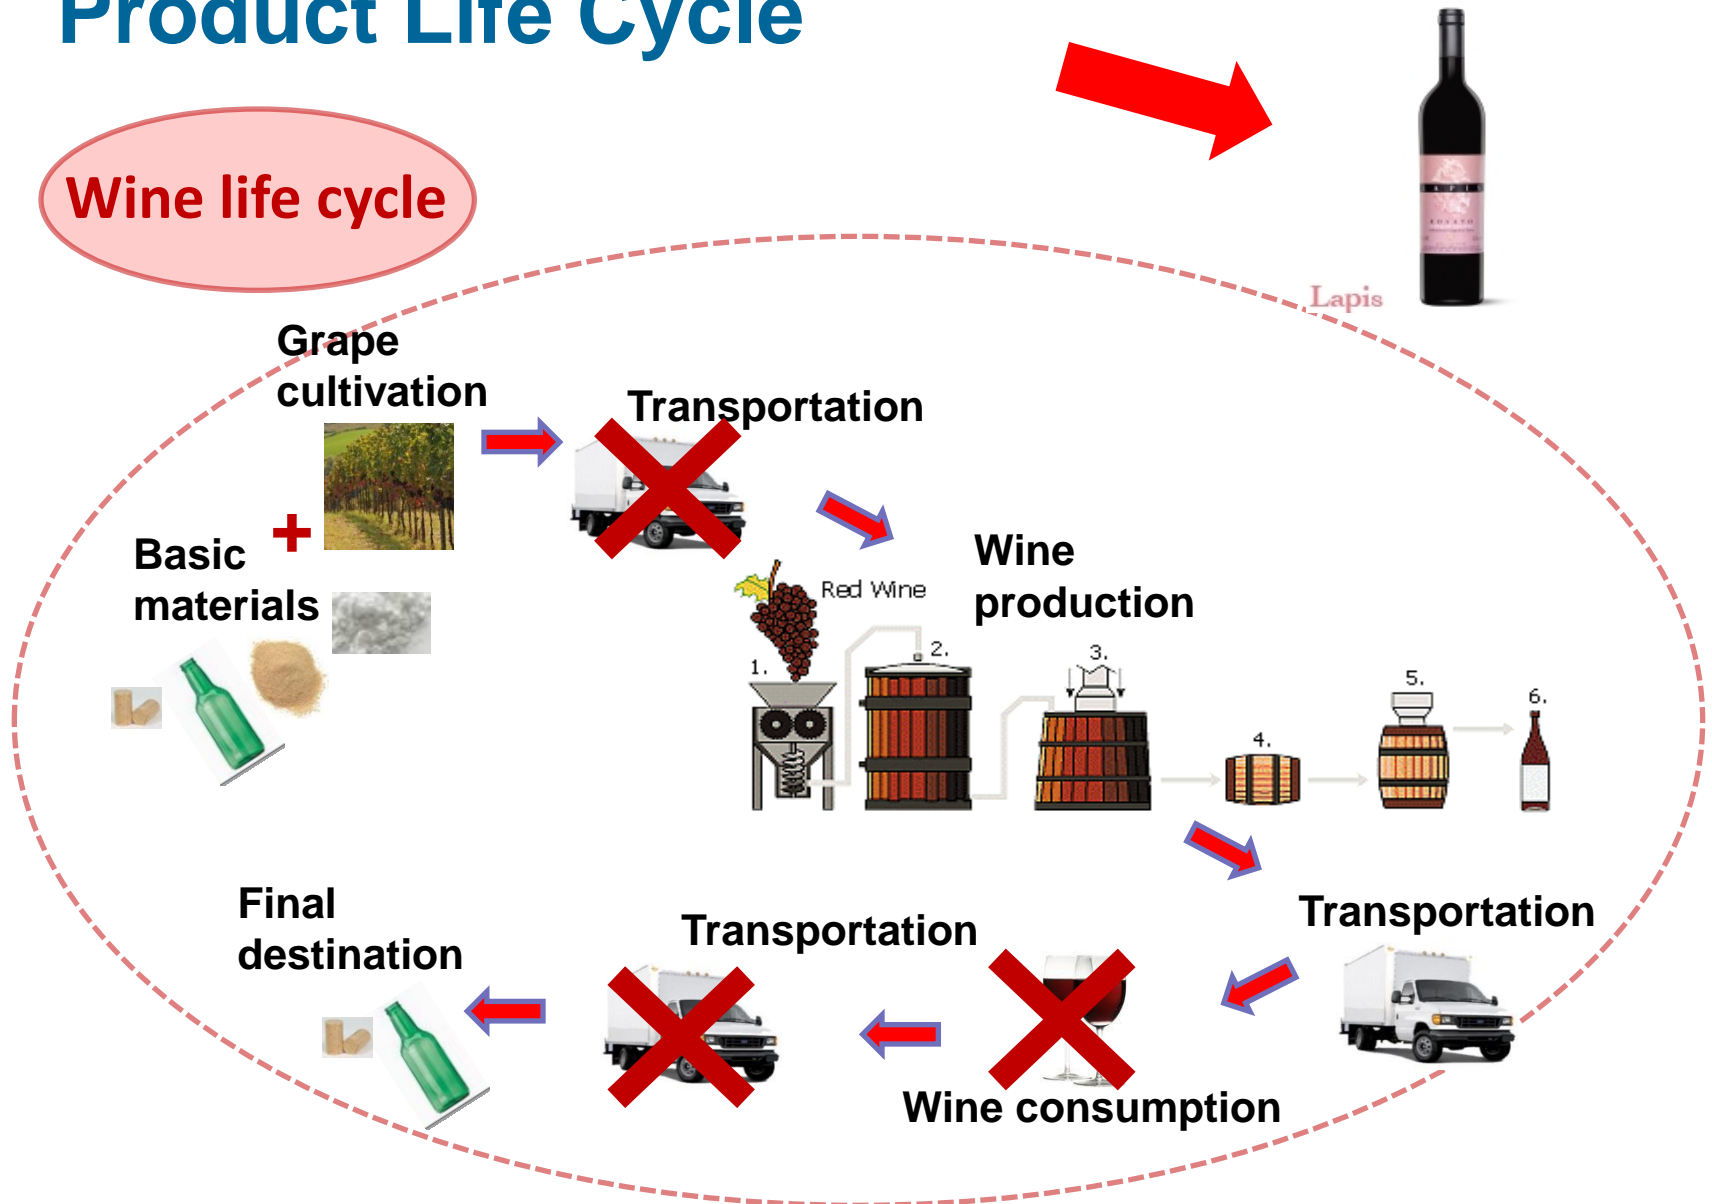 Product Life Cycle
Wine life cycle
Lapis
Grape
cultivation
Transportation
Basic
materials
+
Red Wine
Wine
production
1.
2.
3.
4.
5.
6.
Final
destination
Transportation
Transportation
Wine consumption